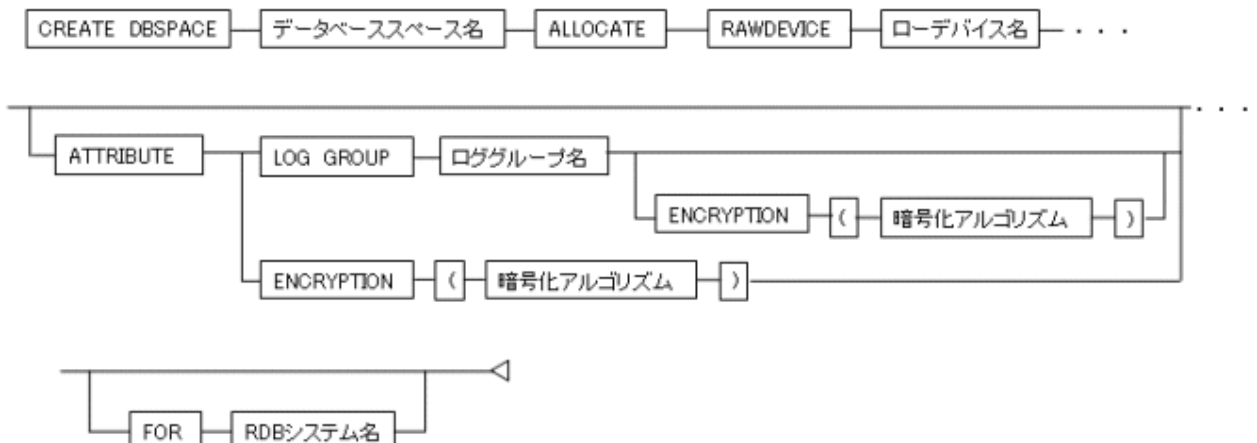 CREATE DBSPACE データベーススペース名 ALLOCATE RAWDEVICE ローデバイス名 ・・・
・・・
ATTRIBUTE LOG GROUP ロググループ名
ENCRYPTION ( 暗号化アルゴリズム )
ENCRYPTION ( 暗号化アルゴリズム )
FOR RDBシステム名